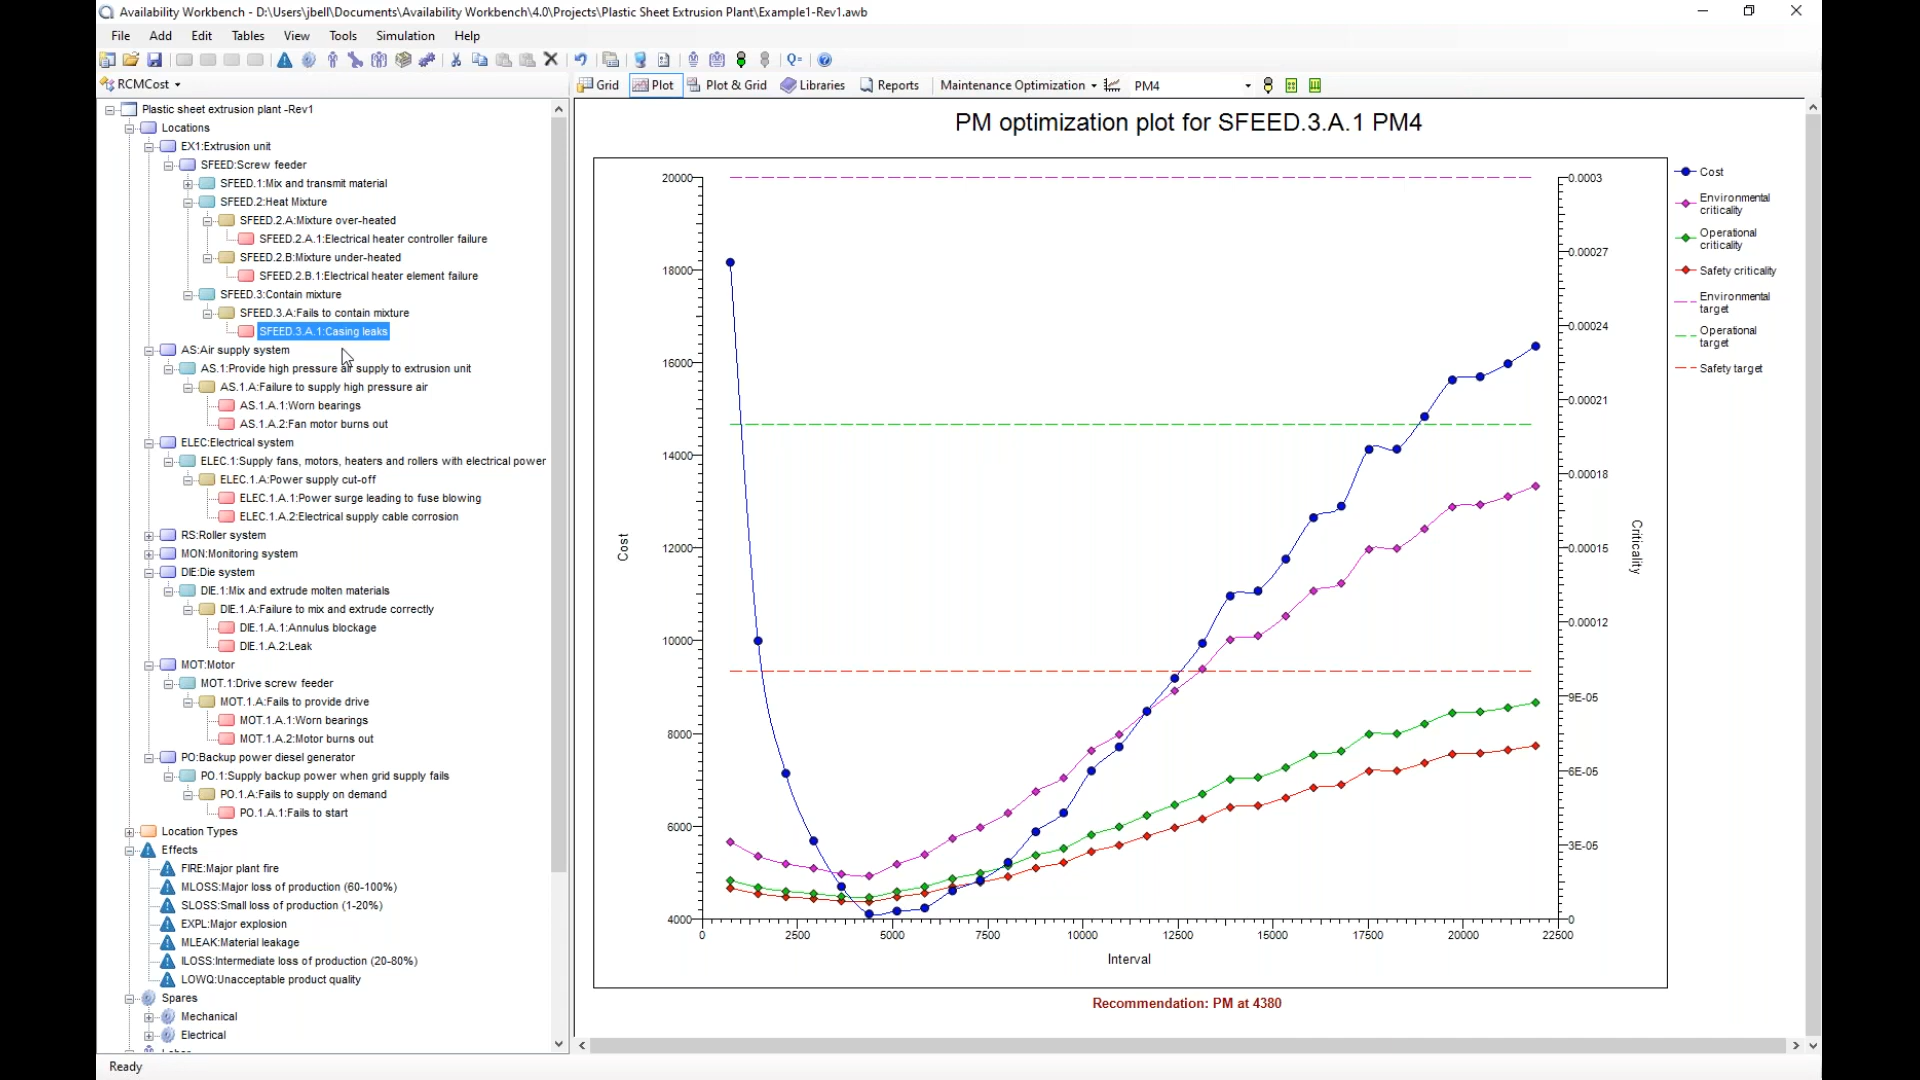 Availability Workbench - D:\Users\jbell\Documents\Availability Workbench\4.0\Projects\Plastic Sheet Extrusion Plant\Example1-Rev1.awb
File Add Edit Tables View Tools Simulation Help
RCMCost
Grid Plot Plot & Grid Libraries Reports Maintenance Optimization PM4
Plastic sheet extrusion plant -Rev1
Locations
EX1:Extrusion unit
SFEED:Screw feeder
SFEED.1:Mix and transmit material
SFEED.2:Heat Mixture
SFEED.2.A:Mixture over-heated
SFEED.2.A.1:Electrical heater controller failure
SFEED.2.B:Mixture under-heated
SFEED.2.B.1:Electrical heater element failure
SFEED.3:Contain mixture
SFEED.3.A:Fails to contain mixture
SFEED.3.A.1:Casing leaks
AS:Air supply system
AS.1:Provide high pressure air supply to extrusion unit
AS.1.A:Failure to supply high pressure air
AS.1.A.1:Worn bearings
AS.1.A.2:Fan motor burns out
ELEC:Electrical system
ELEC.1:Supply fans, motors, heaters and rollers with electrical power
ELEC.1.A:Power supply cut-off
ELEC.1.A.1:Power surge leading to fuse blowing
ELEC.1.A.2:Electrical supply cable corrosion
RS:Roller system
MON:Monitoring system
DIE:Die system
DIE.1:Mix and extrude molten materials
DIE.1.A:Failure to mix and extrude correctly
DIE.1.A.1:Annulus blockage
DIE.1.A.2:Leak
MOT:Motor
MOT.1:Drive screw feeder
MOT.1.A:Fails to provide drive
MOT.1.A.1:Worn bearings
MOT.1.A.2:Motor burns out
PO:Backup power diesel generator
PO.1:Supply backup power when grid supply fails
PO.1.A:Fails to supply on demand
PO.1.A.1:Fails to start
Location Types
Effects
FIRE:Major plant fire
MLOSS:Major loss of production (60-100%)
SLOSS:Small loss of production (1-20%)
EXPL:Major explosion
MLEAK:Material leakage
ILOSS:Intermediate loss of production (20-80%)
LOWQ:Unacceptable product quality
Spares
Mechanical
Electrical
PM optimization plot for SFEED.3.A.1 PM4
20000
18000
16000
14000
12000
10000
8000
6000
4000
Cost
0 2500 5000 7500 10000 12500 15000 17500 20000 22500
Interval
0.0003
0.00027
0.00024
0.00021
0.00018
0.00015
0.00012
9E-05
6E-05
3E-05
0
Criticality
Cost
Environmental
criticality
Operational
criticality
Safety criticality
Environmental
target
Operational
target
Safety target
Recommendation: PM at 4380
Ready